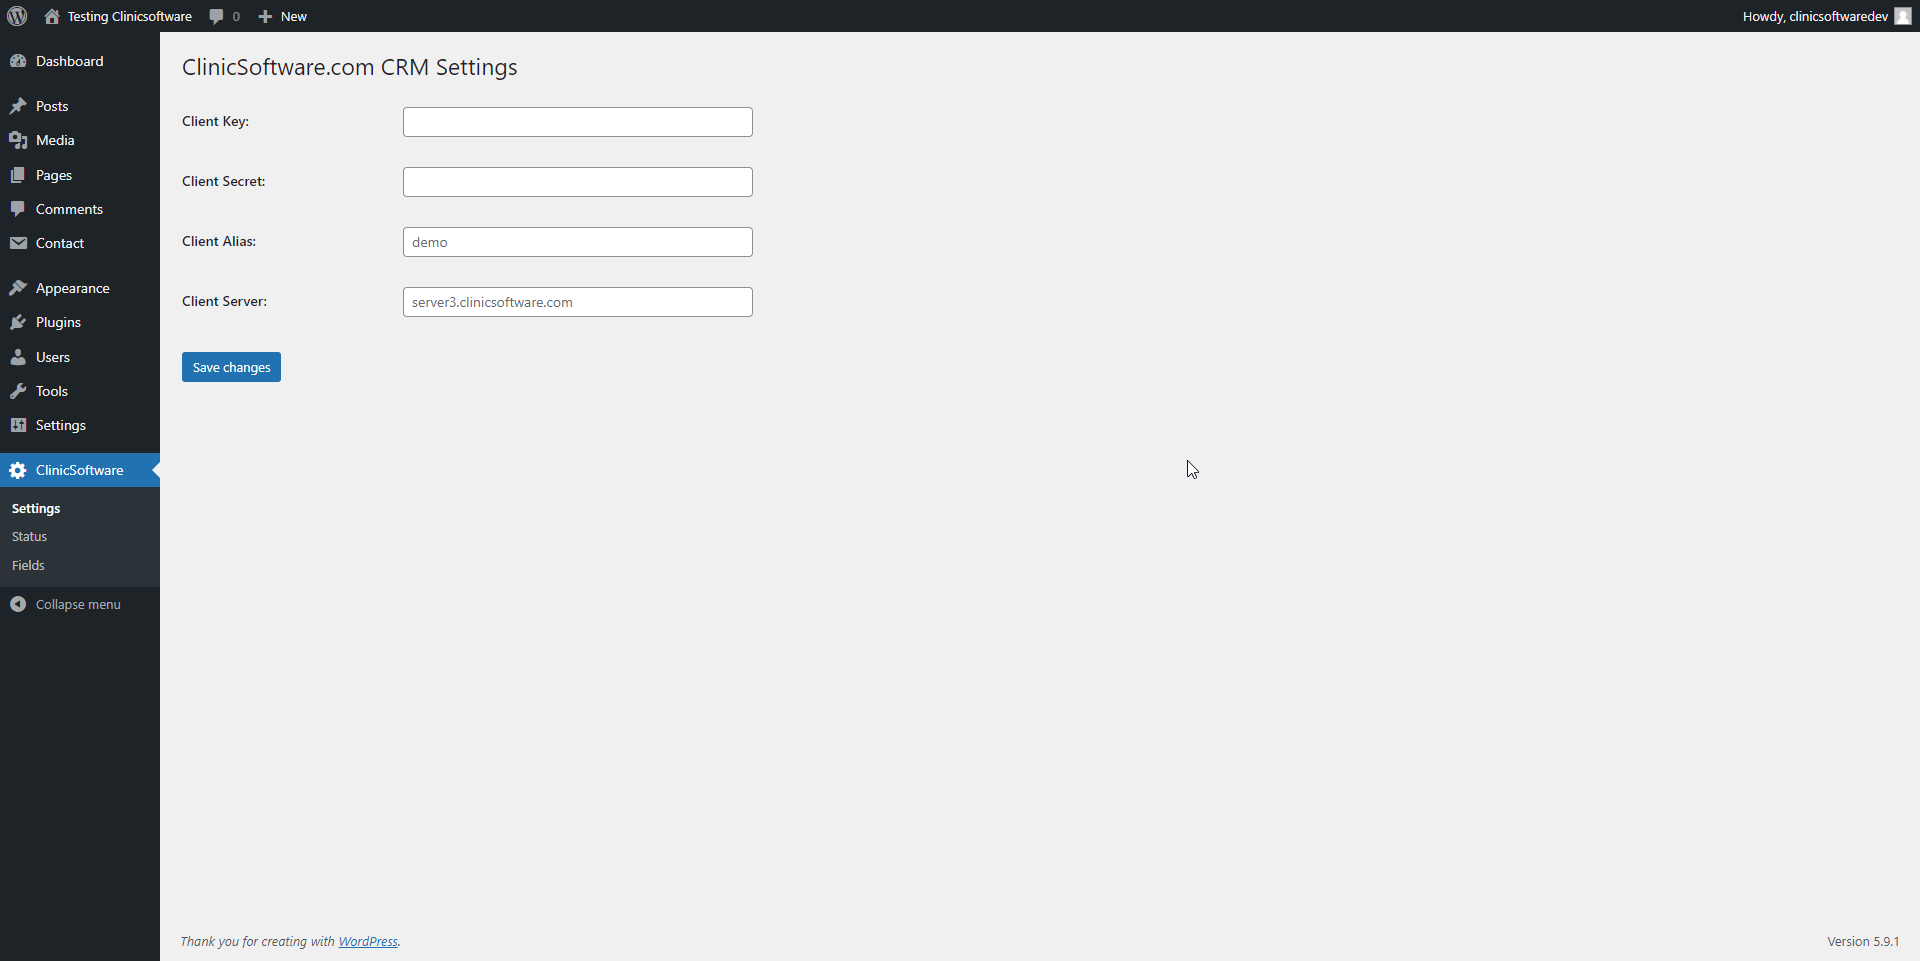 Testing Clinicsoftware
0
New
Howdy, clinicsoftwaredev
Dashboard
Posts
Media
Pages
Comments
Contact
Appearance
Plugins
Users
Tools
Settings
ClinicSoftware
Settings
Status
Fields
Collapse menu
ClinicSoftware.com CRM Settings
Client Key:
Client Secret:
Client Alias:
demo
Client Server:
server3.clinicsoftware.com
Save changes
Thank you for creating with WordPress.
Version 5.9.1